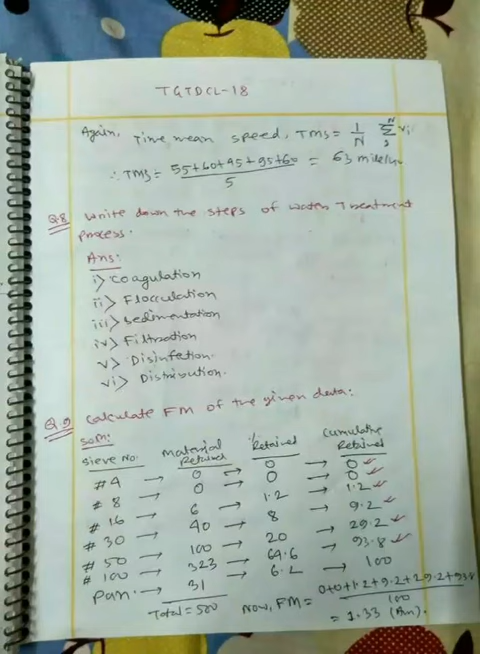 TGTDCL-18
Again, Time mean speed, TMS = 1/N Σ vi
∴ TMS = 55+60+45+95+60 / 5 = 63 mile/hr
Q.8 Write down the steps of Water Treatment
process.
Ans:
i> Coagulation
ii> Flocculation
iii> Sedimentation
iv> Filtration
v> Disinfetion.
vi> Distribution.
Q.9 Calculate FM of the given data:
Soln:
Sieve No. Material Retained % Retained Cumulative Retained
#4 → 0 → 0 → 0
#8 → 0 → 0 → 0
#16 → 6 → 1.2 → 1.2
#30 → 40 → 8 → 9.2
#50 → 100 → 20 → 29.2
#100 → 323 → 64.6 → 93.8
Pan. → 31 → 6.2 → 100
Total = 500 Now, FM = 0+0+1.2+9.2+29.2+93.8 / 100
= 1.33 (Ans).